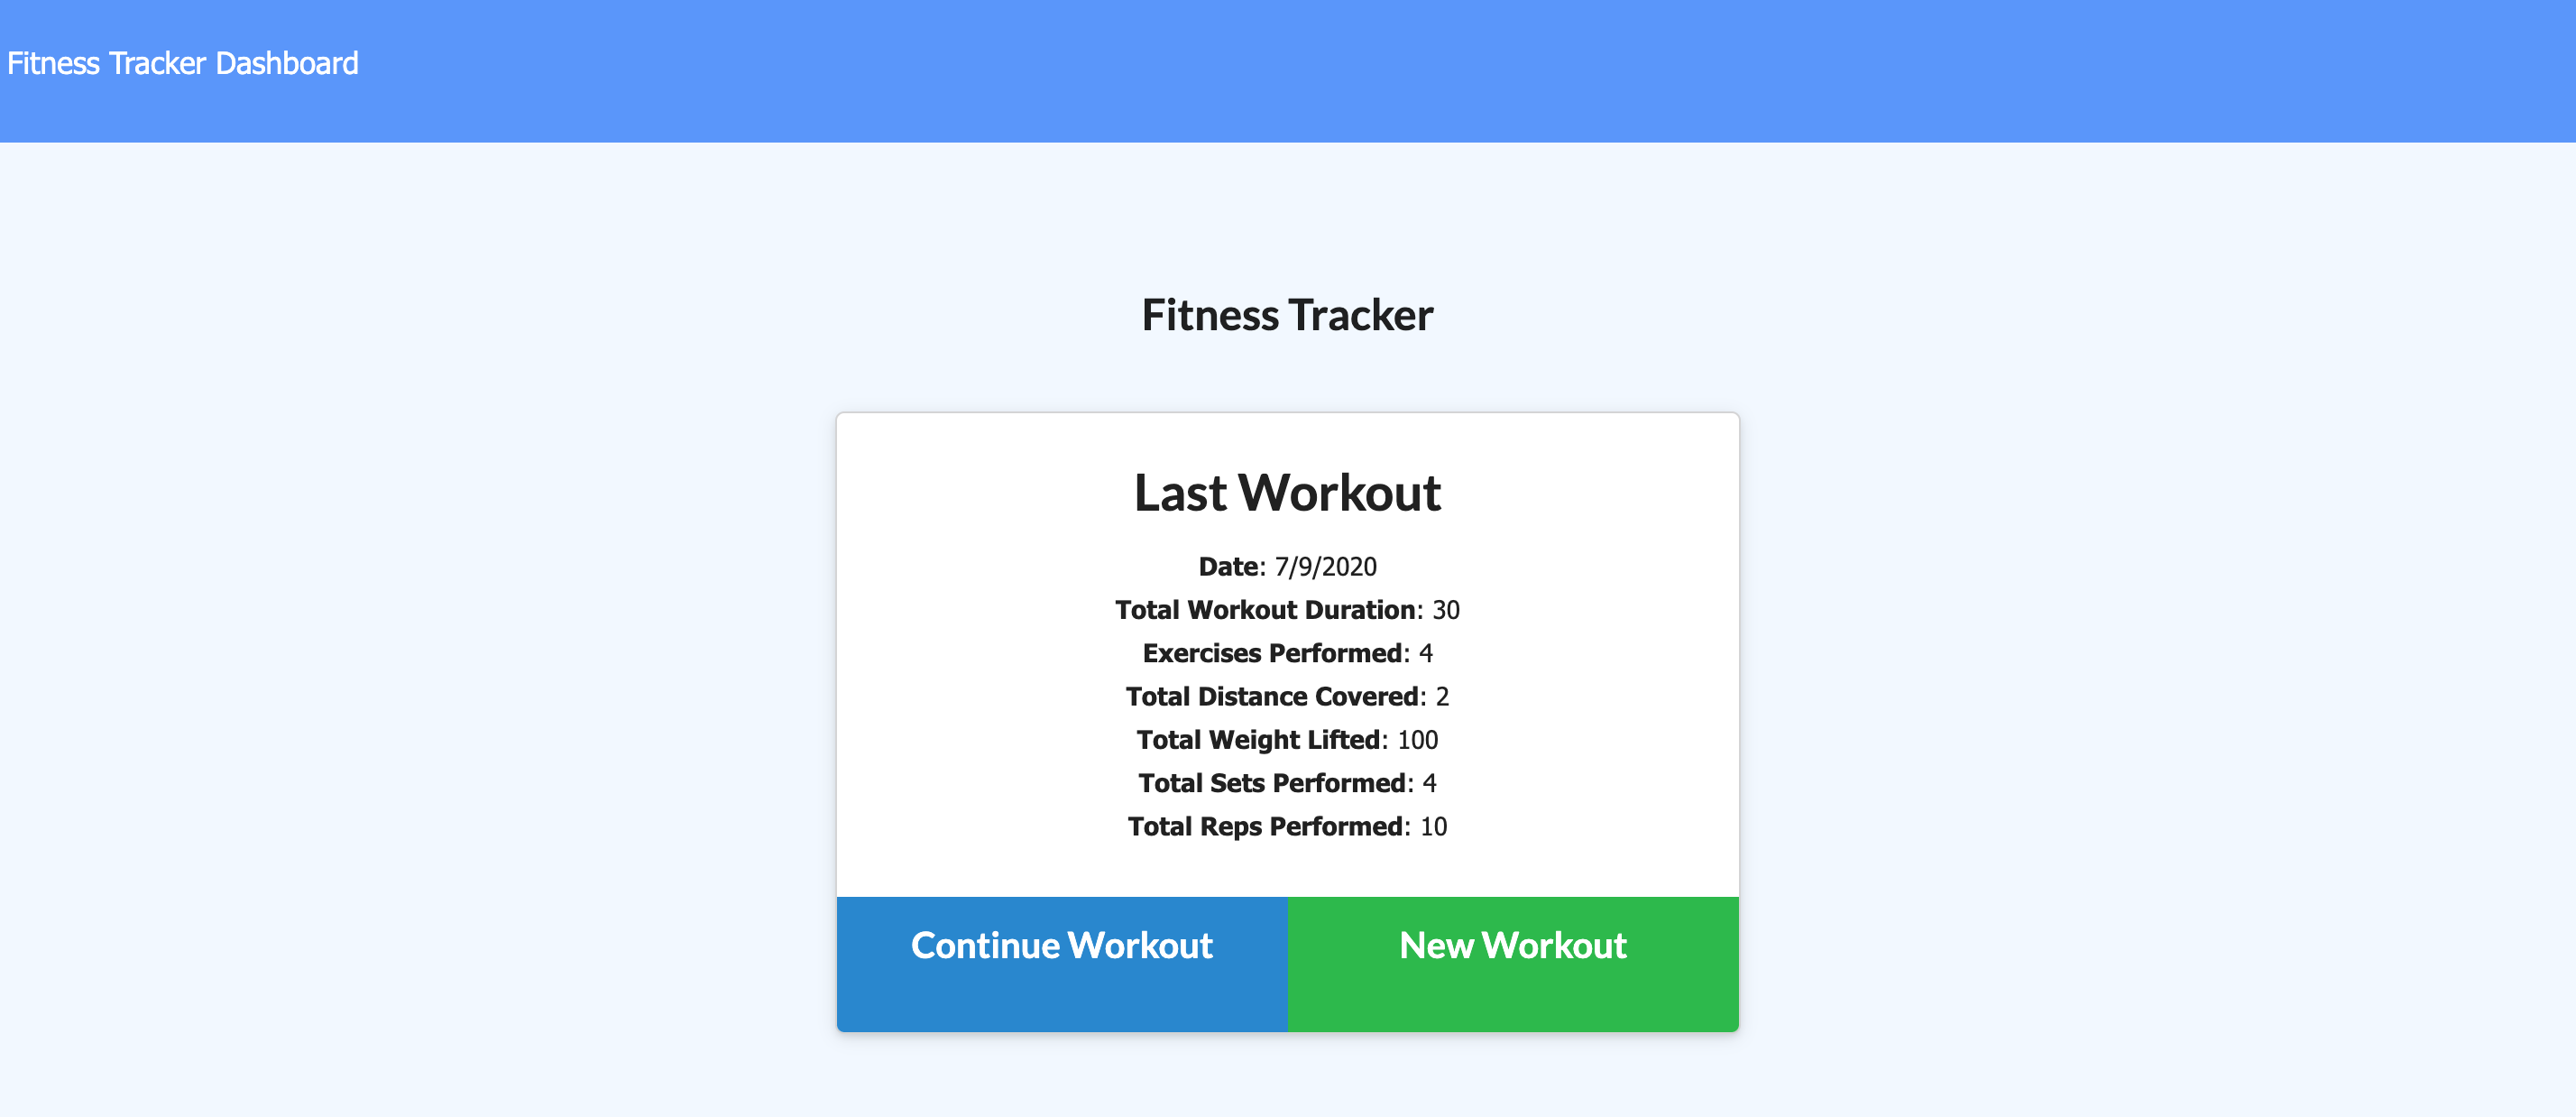 Fitness Tracker Dashboard
Fitness Tracker
Last Workout
Date: 7/9/2020
Total Workout Duration: 30
Exercises Performed: 4
Total Distance Covered: 2
Total Weight Lifted: 100
Total Sets Performed: 4
Total Reps Performed: 10
Continue Workout
New Workout